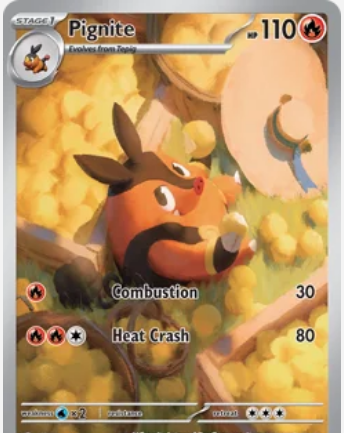 STAGE 1
Pignite
HP 110
Evolves from Tepig
Combustion 30
Heat Crash 80
weakness ×2 resistance retreat